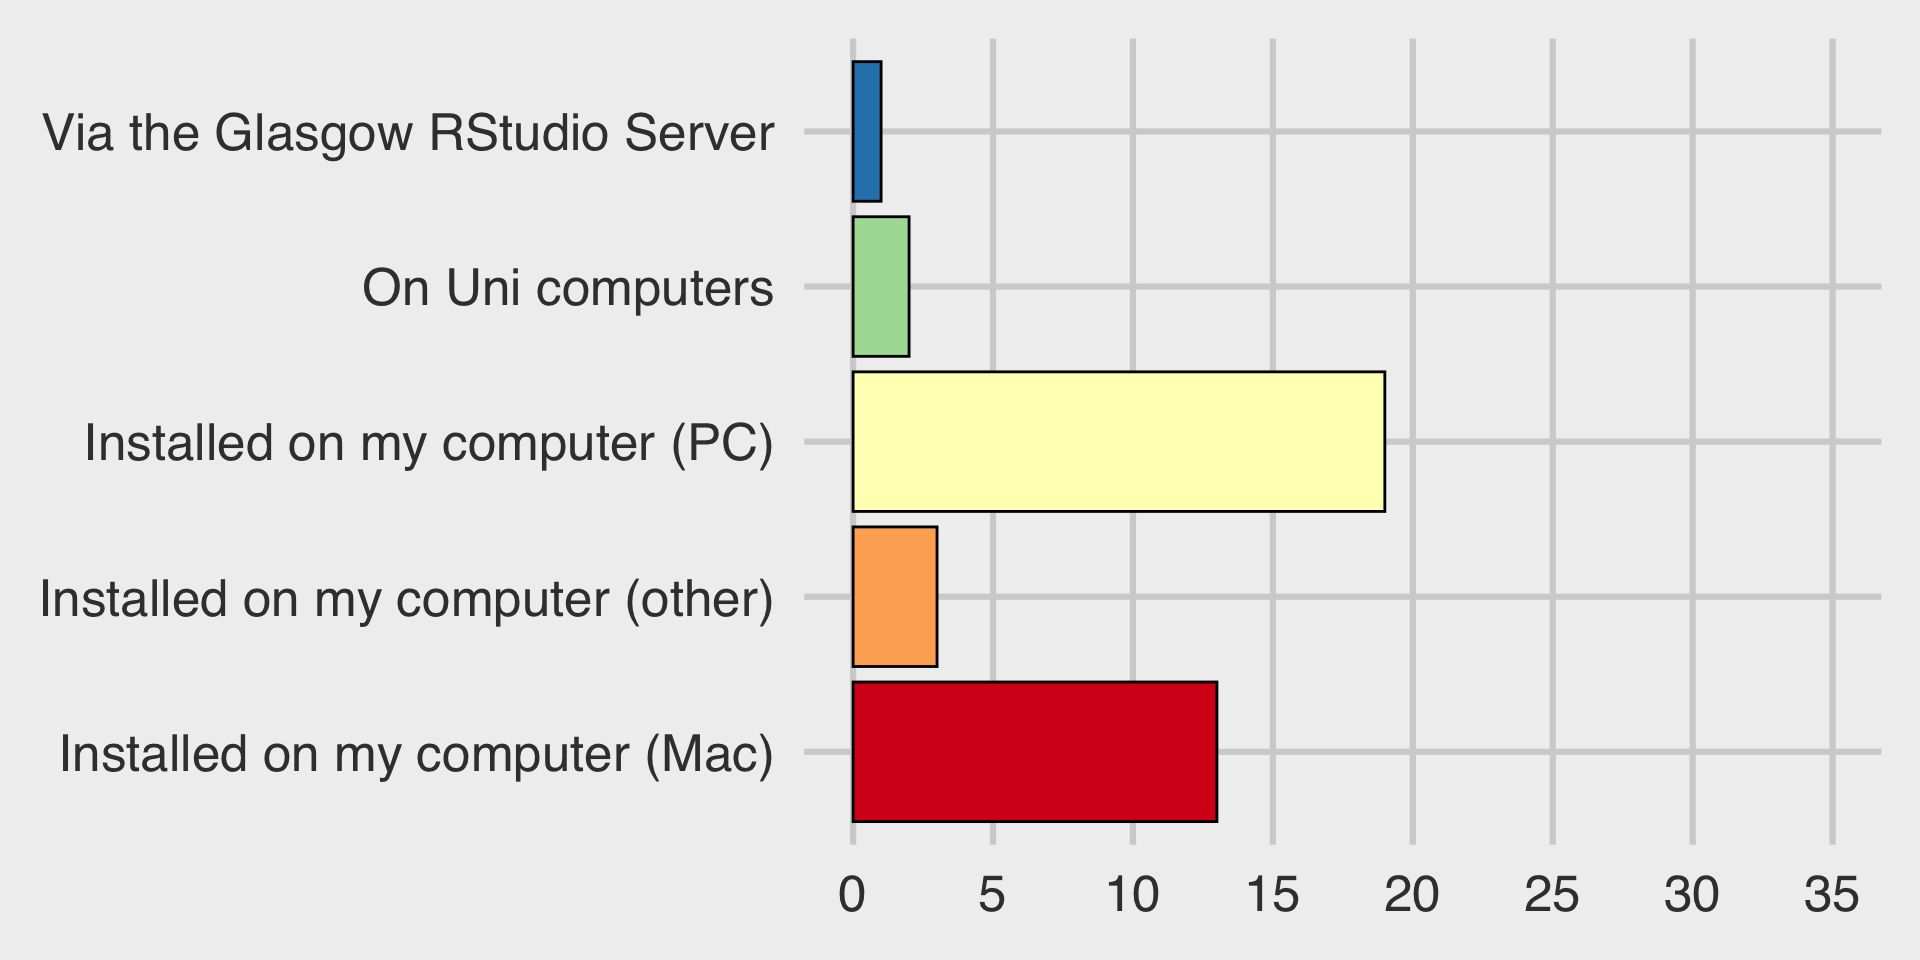 Via the Glasgow RStudio Server
On Uni computers
Installed on my computer (PC)
Installed on my computer (other)
Installed on my computer (Mac)
0 5 10 15 20 25 30 35